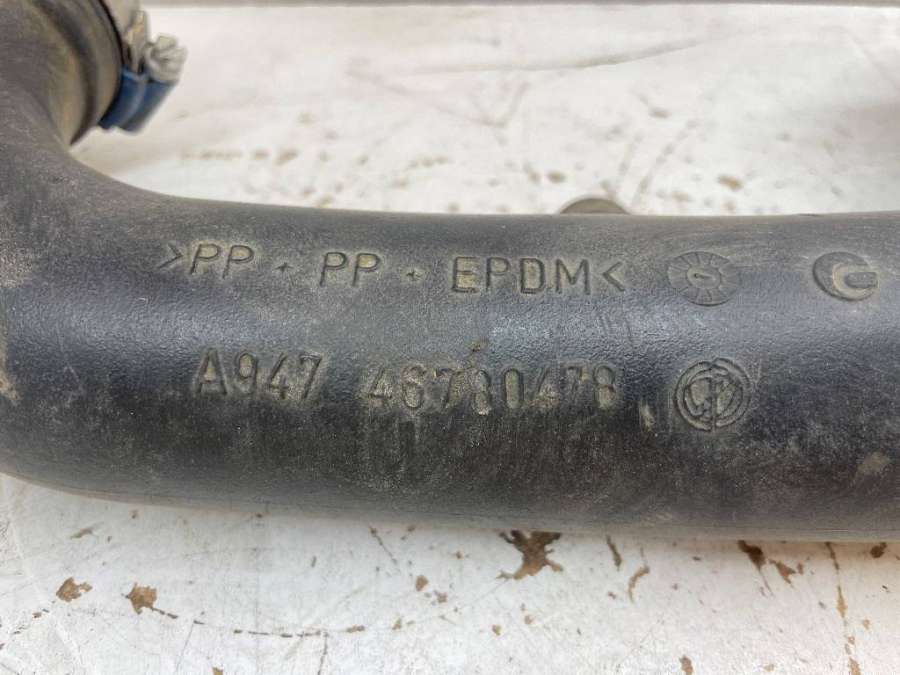 >PP + PP + EPDM<
A947 46780478